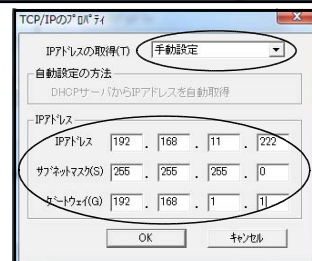 TCP/IPのﾌﾟﾛﾊﾟﾃｨ
IPｱﾄﾞﾚｽの取得(T) 手動設定
自動設定の方法
DHCPサーバからIPアドレスを自動取得
IPｱﾄﾞﾚｽ
IPｱﾄﾞﾚｽ 192 . 168 . 11 . 222
ｻﾌﾞﾈｯﾄﾏｽｸ(S) 255 . 255 . 255 . 0
ｹﾞｰﾄｳｪｲ(G) 192 . 168 . 1 . 1
OK ｷｬﾝｾﾙ